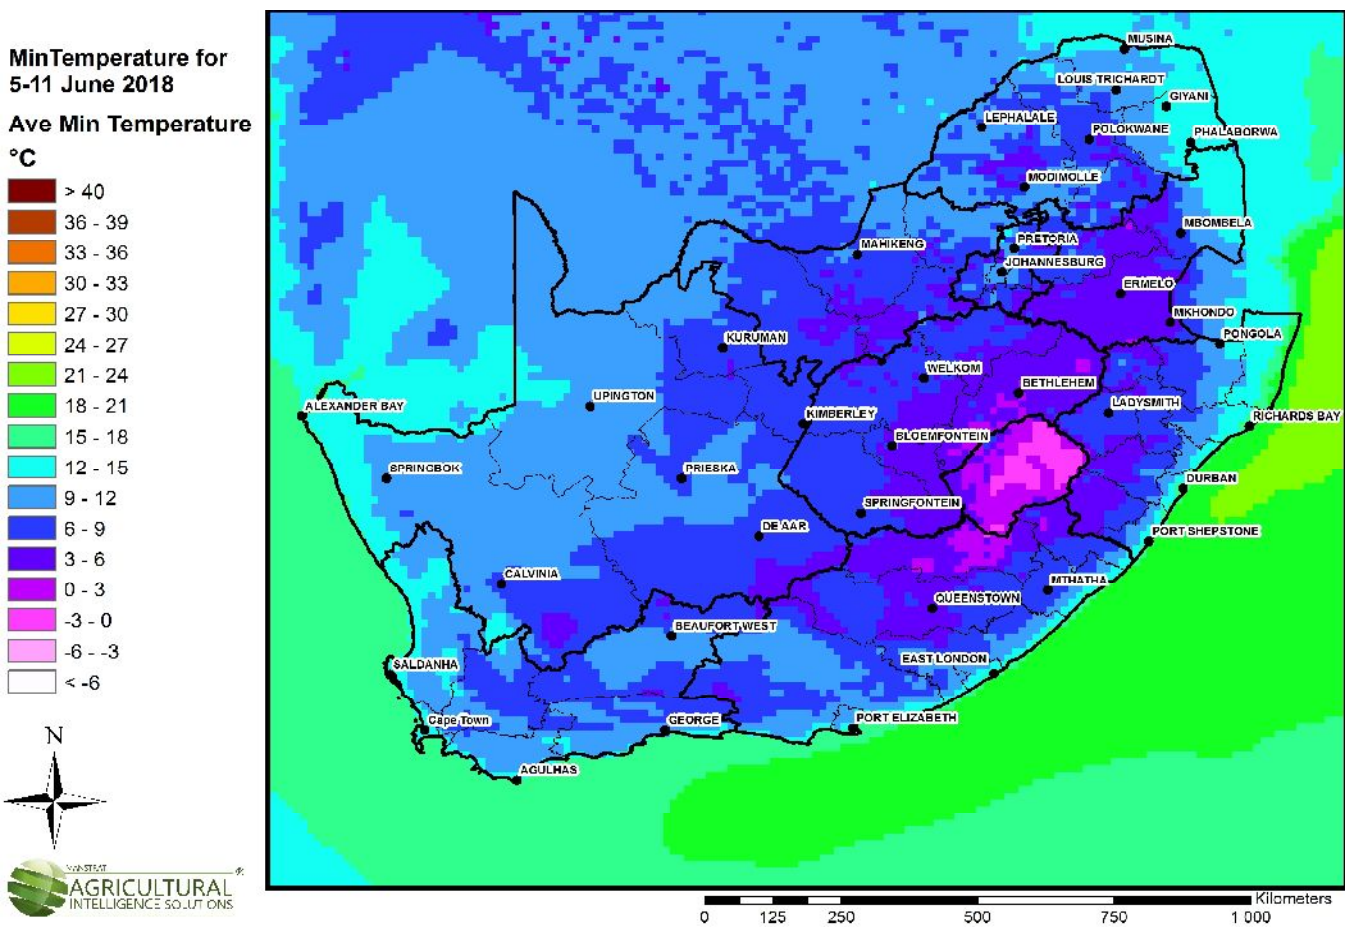 MinTemperature for
5-11 June 2018
Ave Min Temperature
°C
> 40
36 - 39
33 - 36
30 - 33
27 - 30
24 - 27
21 - 24
18 - 21
15 - 18
12 - 15
9 - 12
6 - 9
3 - 6
0 - 3
-3 - 0
-6 - -3
< -6
N
MANSTRAT
AGRICULTURAL
INTELLIGENCE SOLUTIONS
®
MUSINA
LOUIS TRICHARDT
GIYANI
LEPHALALE
POLOKWANE
PHALABORWA
MODIMOLLE
MBOMBELA
PRETORIA
MAHIKENG
JOHANNESBURG
ERMELO
MKHONDO
PONGOLA
KURUMAN
WELKOM
BETHLEHEM
UPINGTON
ALEXANDER BAY
KIMBERLEY
LADYSMITH
RICHARDS BAY
BLOEMFONTEIN
SPRINGBOK
PRIESKA
DURBAN
SPRINGFONTEIN
DE AAR
PORT SHEPSTONE
CALVINIA
MTHATHA
QUEENSTOWN
BEAUFORT WEST
EAST LONDON
SALDANHA
Cape Town
GEORGE
PORT ELIZABETH
AGULHAS
Kilometers
0 125 250 500 750 1 000